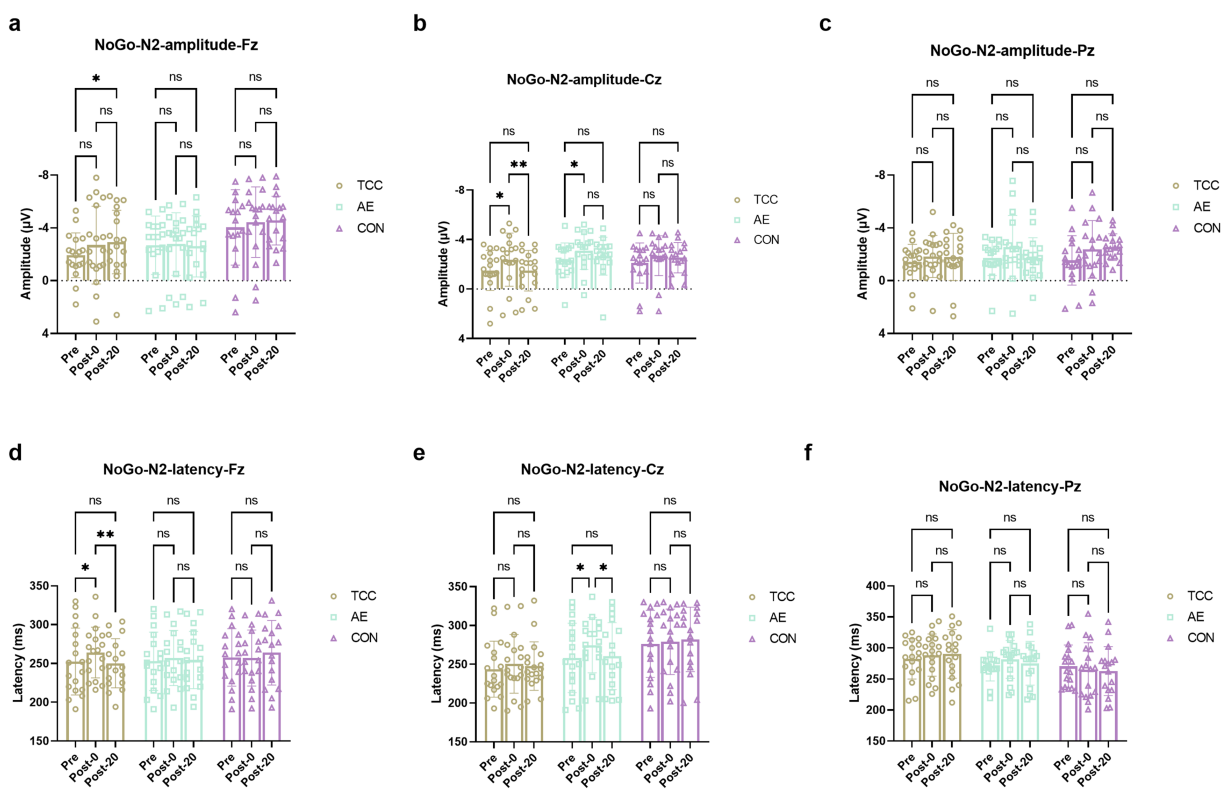 a
NoGo-N2-amplitude-Fz
* ns ns
ns ns ns
ns ns ns
-8
-4
0
4
Amplitude (µV)
Pre Post-0 Post-20 Pre Post-0 Post-20 Pre Post-0 Post-20
TCC
AE
CON
b
NoGo-N2-amplitude-Cz
ns ns ns
** * ns
* ns ns
-8
-4
0
4
Amplitude (µV)
Pre Post-0 Post-20 Pre Post-0 Post-20 Pre Post-0 Post-20
TCC
AE
CON
c
NoGo-N2-amplitude-Pz
ns ns ns
ns ns ns
ns ns ns
-8
-4
0
4
Amplitude (µV)
Pre Post-0 Post-20 Pre Post-0 Post-20 Pre Post-0 Post-20
TCC
AE
CON
d
NoGo-N2-latency-Fz
ns ns ns
** ns ns
* ns ns
350
300
250
200
150
Latency (ms)
Pre Post-0 Post-20 Pre Post-0 Post-20 Pre Post-0 Post-20
TCC
AE
CON
e
NoGo-N2-latency-Cz
ns ns ns
ns ns
ns * * ns
350
300
250
200
150
Latency (ms)
Pre Post-0 Post-20 Pre Post-0 Post-20 Pre Post-0 Post-20
TCC
AE
CON
f
NoGo-N2-latency-Pz
ns ns ns
ns ns ns
ns ns ns
400
350
300
250
200
150
Latency (ms)
Pre Post-0 Post-20 Pre Post-0 Post-20 Pre Post-0 Post-20
TCC
AE
CON